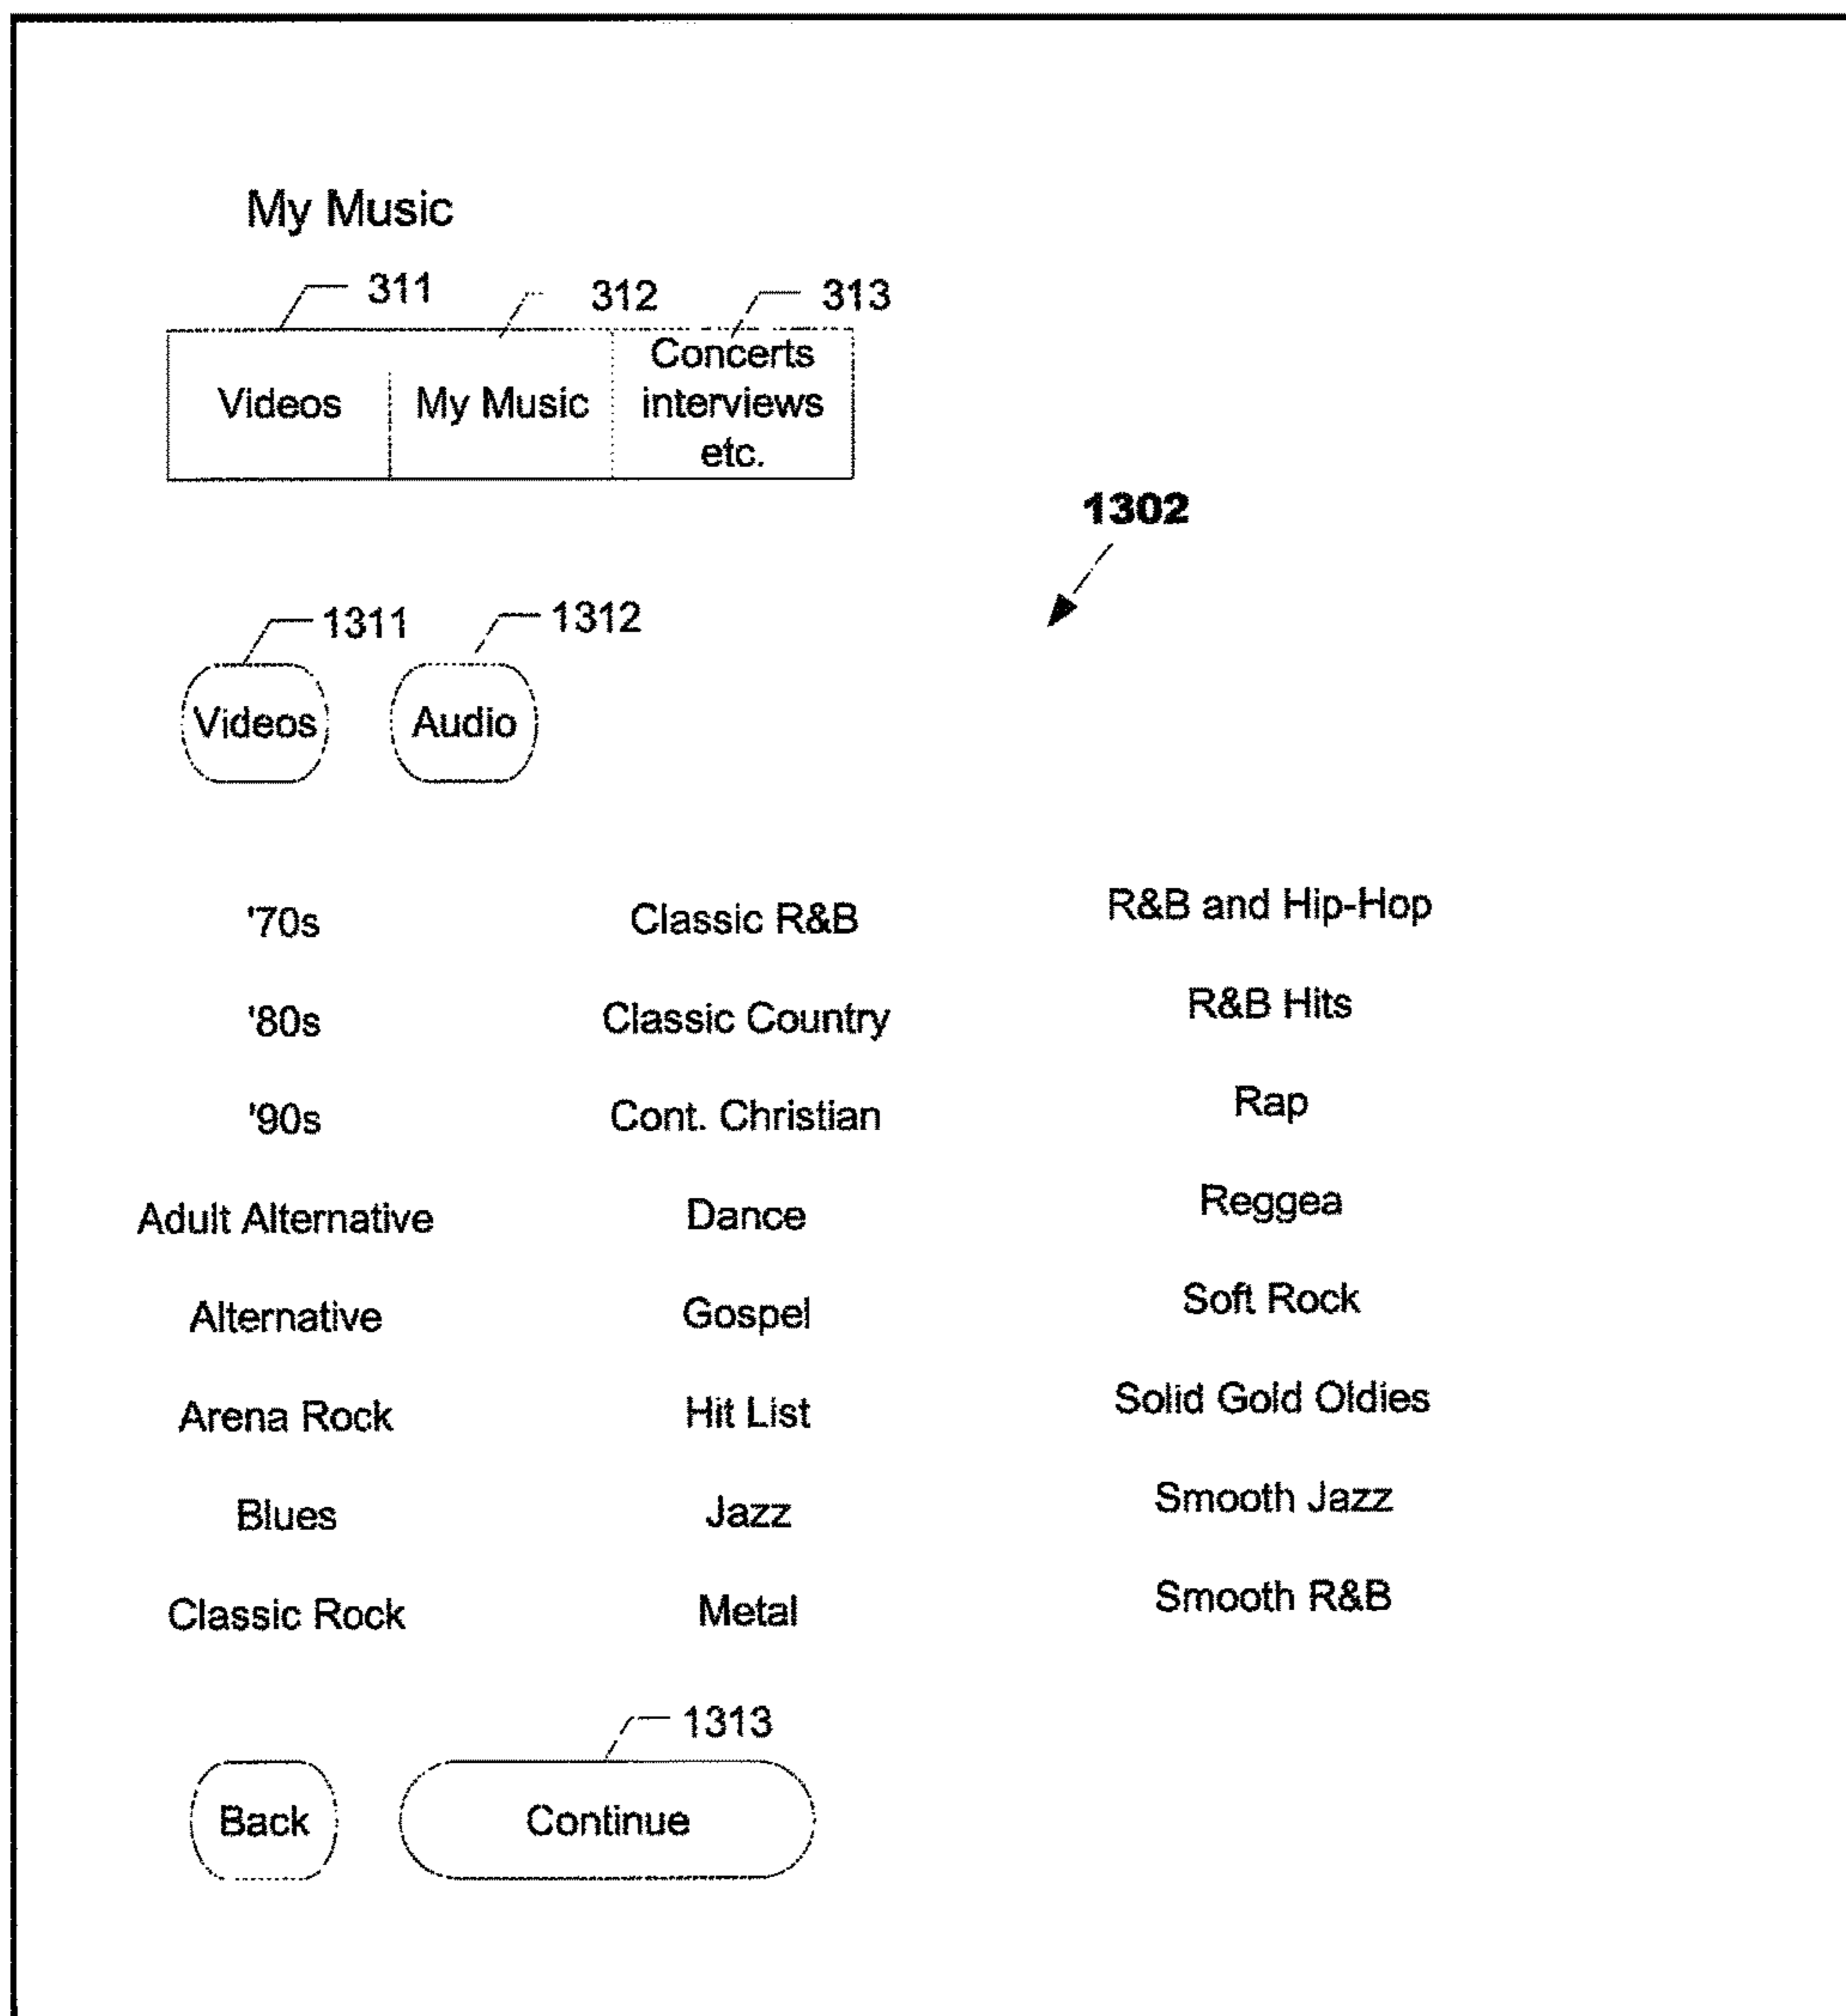 My Music
311 312 313
Videos My Music Concerts interviews etc.
1302
1311 1312
Videos Audio
'70s Classic R&B R&B and Hip-Hop
'80s Classic Country R&B Hits
'90s Cont. Christian Rap
Adult Alternative Dance Reggea
Alternative Gospel Soft Rock
Arena Rock Hit List Solid Gold Oldies
Blues Jazz Smooth Jazz
Classic Rock Metal Smooth R&B
1313
Back Continue